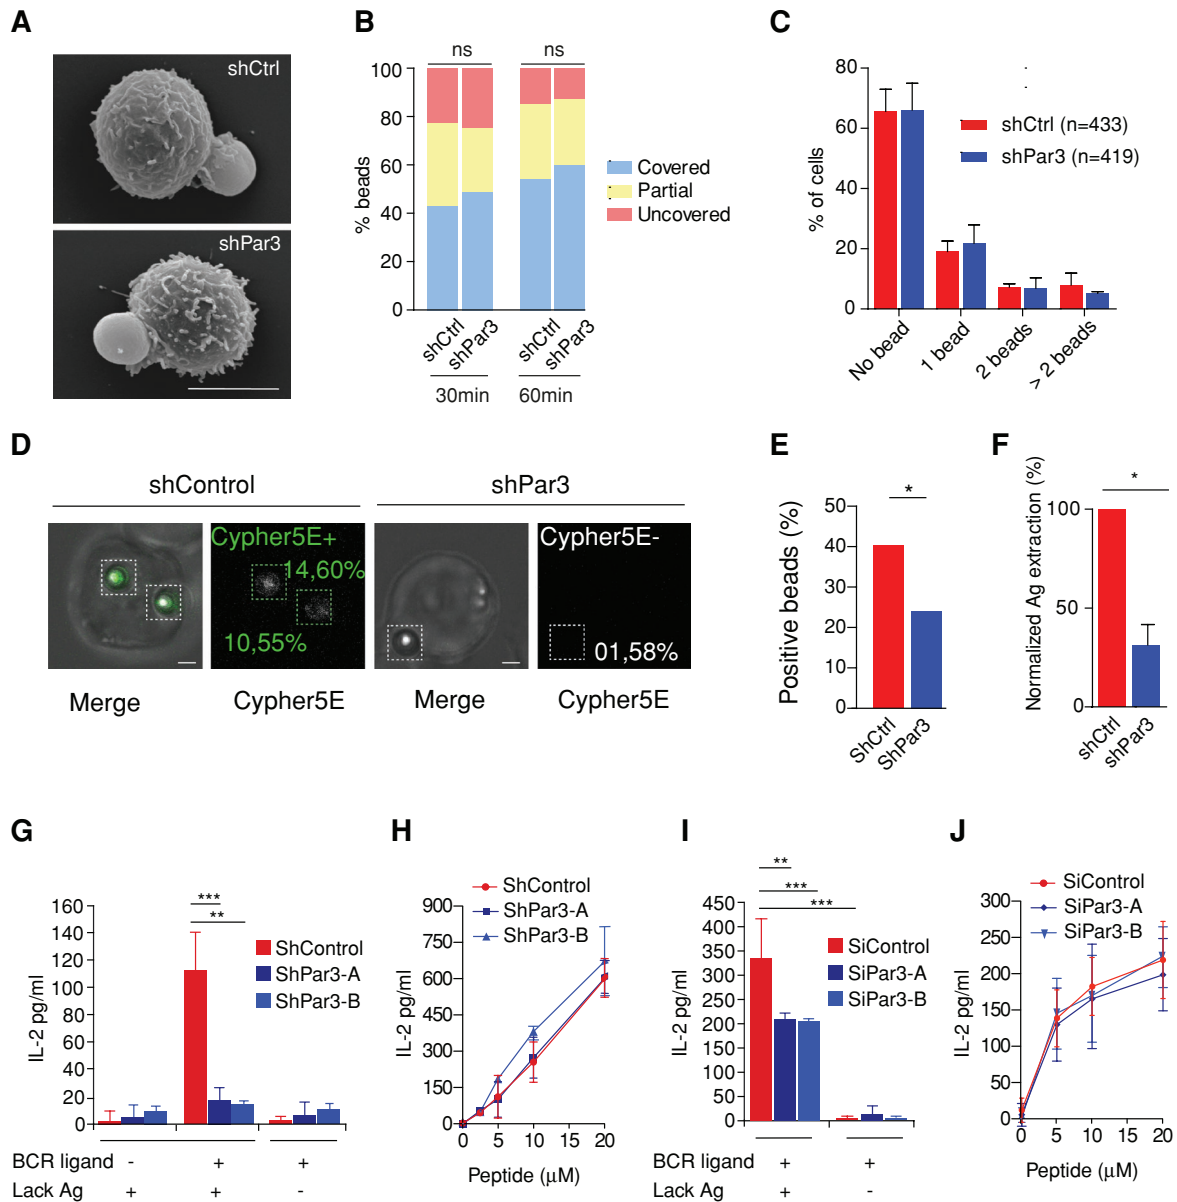 A
shCtrl
shPar3
B
ns ns
100
80
60
40
20
0
% beads
Covered
Partial
Uncovered
shCtrl shPar3 shCtrl shPar3
30min 60min
C
80
60
40
20
0
% of cells
shCtrl (n=433)
shPar3 (n=419)
No bead 1 bead 2 beads > 2 beads
D
shControl shPar3
Cypher5E+ Cypher5E-
14,60%
10,55% 01,58%
Merge Cypher5E Merge Cypher5E
E
*
50
40
30
20
10
0
Positive beads (%)
ShCtrl ShPar3
F
*
100
50
0
Normalized Ag extraction (%)
shCtrl shPar3
G
***
**
160
140
120
100
80
60
40
20
0
IL-2 pg/ml
ShControl
ShPar3-A
ShPar3-B
BCR ligand - + +
Lack Ag + + -
H
ShControl
ShPar3-A
ShPar3-B
900
750
600
450
300
150
0
IL-2 pg/ml
0 5 10 20
Peptide (μM)
I
**
***
***
450
400
350
300
250
200
150
100
50
0
IL-2 pg/ml
SiControl
SiPar3-A
SiPar3-B
BCR ligand + +
Lack Ag + -
J
SiControl
SiPar3-A
SiPar3-B
300
250
200
150
100
50
0
IL-2 pg/ml
0 5 10 15 20
Peptide (μM)